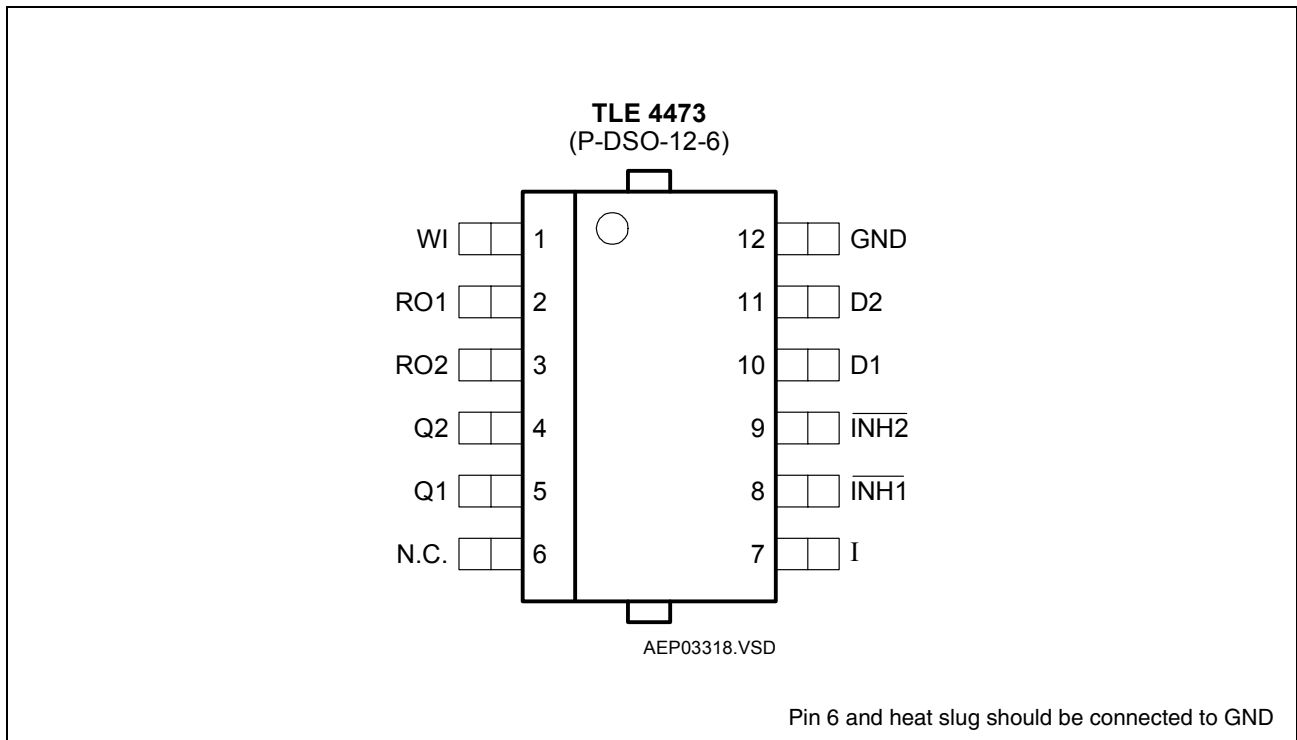 TLE 4473
(P-DSO-12-6)
WI 1 12 GND
RO1 2 11 D2
RO2 3 10 D1
Q2 4 9 INH2
Q1 5 8 INH1
N.C. 6 7 I
AEP03318.VSD
Pin 6 and heat slug should be connected to GND